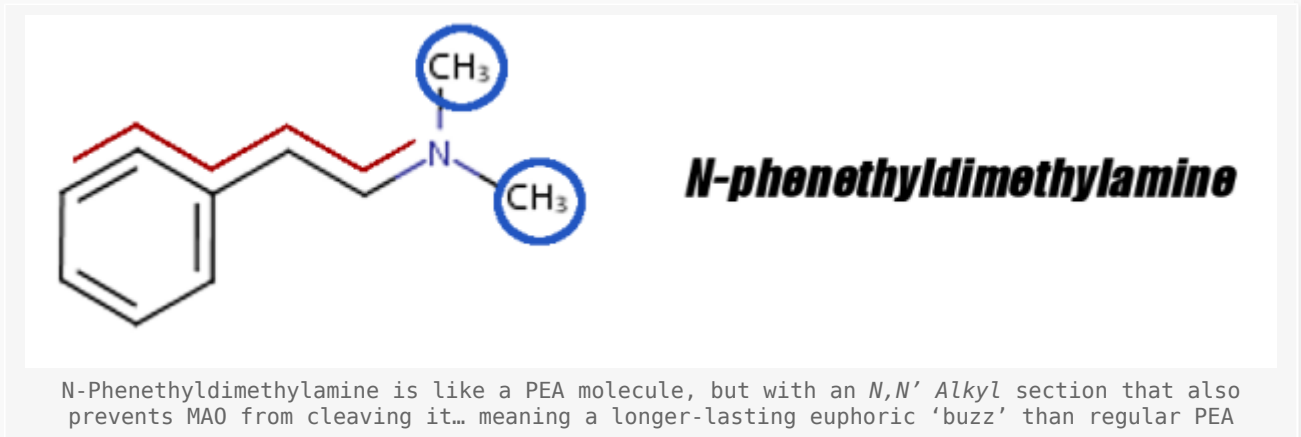 CH₃
N
CH₃
N-phenethyldimethylamine
N-Phenethyldimethylamine is like a PEA molecule, but with an N,N’ Alkyl section that also
prevents MAO from cleaving it… meaning a longer-lasting euphoric ‘buzz’ than regular PEA